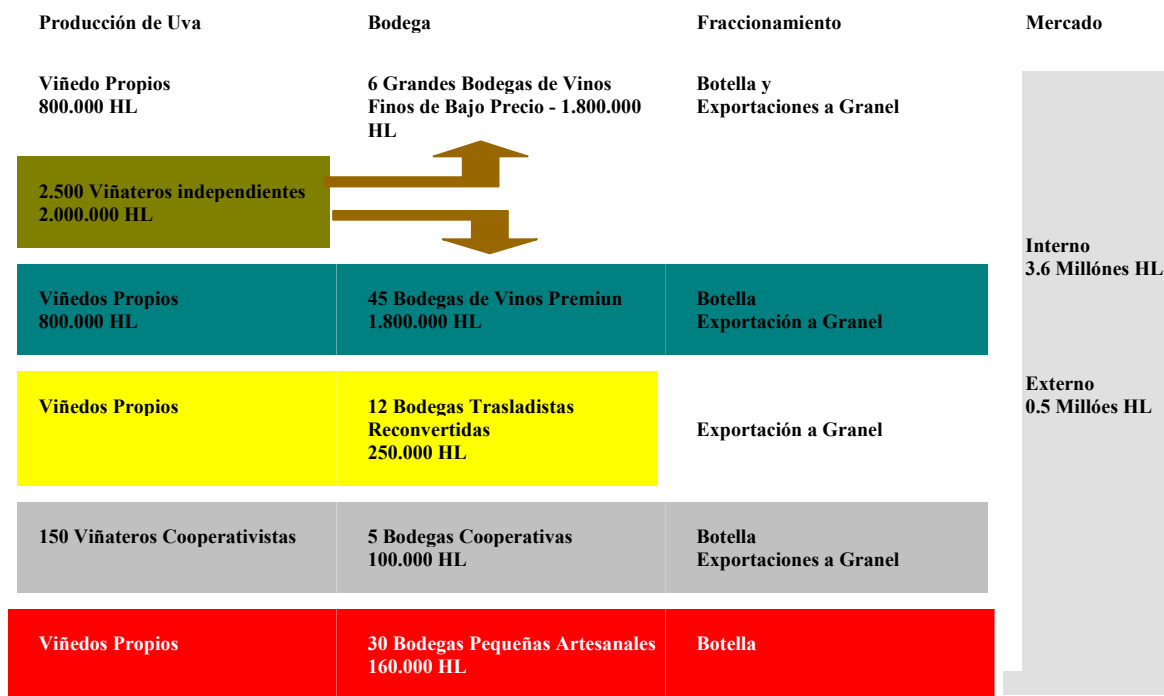 Producción de Uva
Bodega
Fraccionamiento
Mercado
Viñedo Propios
800.000 HL
6 Grandes Bodegas de Vinos
Finos de Bajo Precio - 1.800.000
HL
Botella y
Exportaciones a Granel
2.500 Viñateros independientes
2.000.000 HL
Viñedos Propios
800.000 HL
45 Bodegas de Vinos Premiun
1.800.000 HL
Botella
Exportación a Granel
Viñedos Propios
12 Bodegas Trasladistas
Reconvertidas
250.000 HL
Exportación a Granel
150 Viñateros Cooperativistas
5 Bodegas Cooperativas
100.000 HL
Botella
Exportaciones a Granel
Viñedos Propios
30 Bodegas Pequeñas Artesanales
160.000 HL
Botella
Interno
3.6 Millónes HL
Externo
0.5 Millóes HL